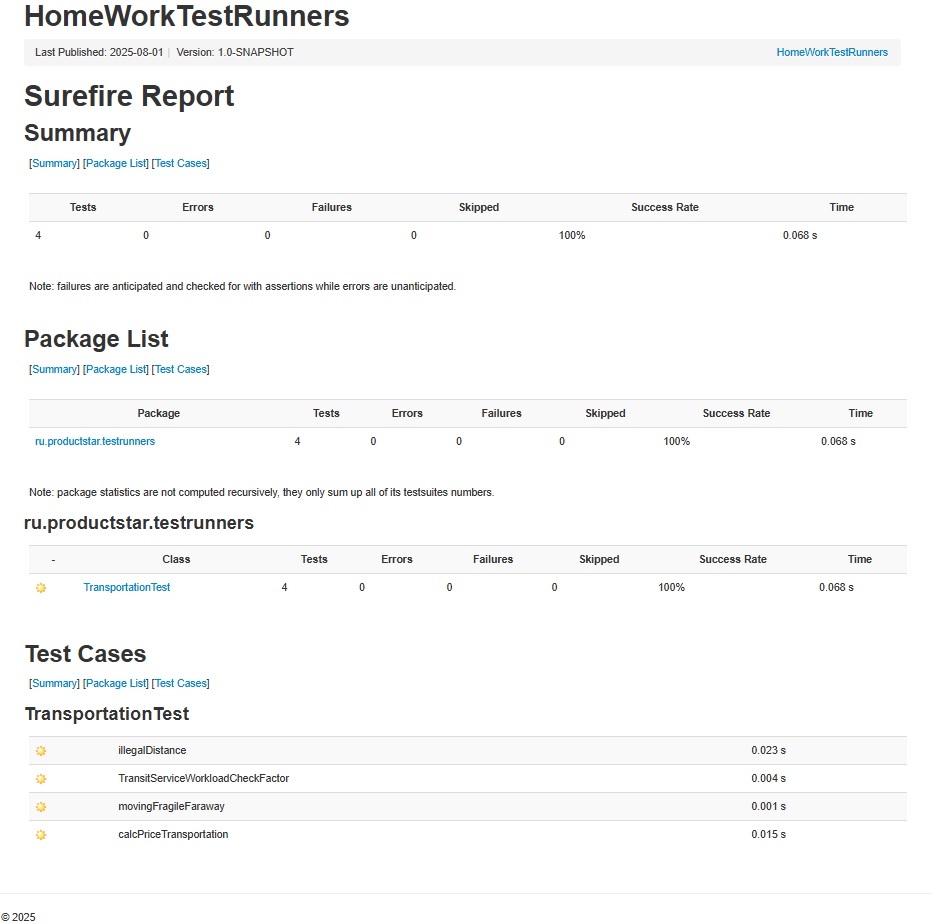 HomeWorkTestRunners
Last Published: 2025-08-01 | Version: 1.0-SNAPSHOT HomeWorkTestRunners
Surefire Report
Summary
[Summary] [Package List] [Test Cases]
Tests Errors Failures Skipped Success Rate Time
4 0 0 0 100% 0.068 s
Note: failures are anticipated and checked for with assertions while errors are unanticipated.
Package List
[Summary] [Package List] [Test Cases]
Package Tests Errors Failures Skipped Success Rate Time
ru.productstar.testrunners 4 0 0 0 100% 0.068 s
Note: package statistics are not computed recursively, they only sum up all of its testsuites numbers.
ru.productstar.testrunners
- Class Tests Errors Failures Skipped Success Rate Time
TransportationTest 4 0 0 0 100% 0.068 s
Test Cases
[Summary] [Package List] [Test Cases]
TransportationTest
illegalDistance 0.023 s
TransitServiceWorkloadCheckFactor 0.004 s
movingFragileFaraway 0.001 s
calcPriceTransportation 0.015 s
© 2025